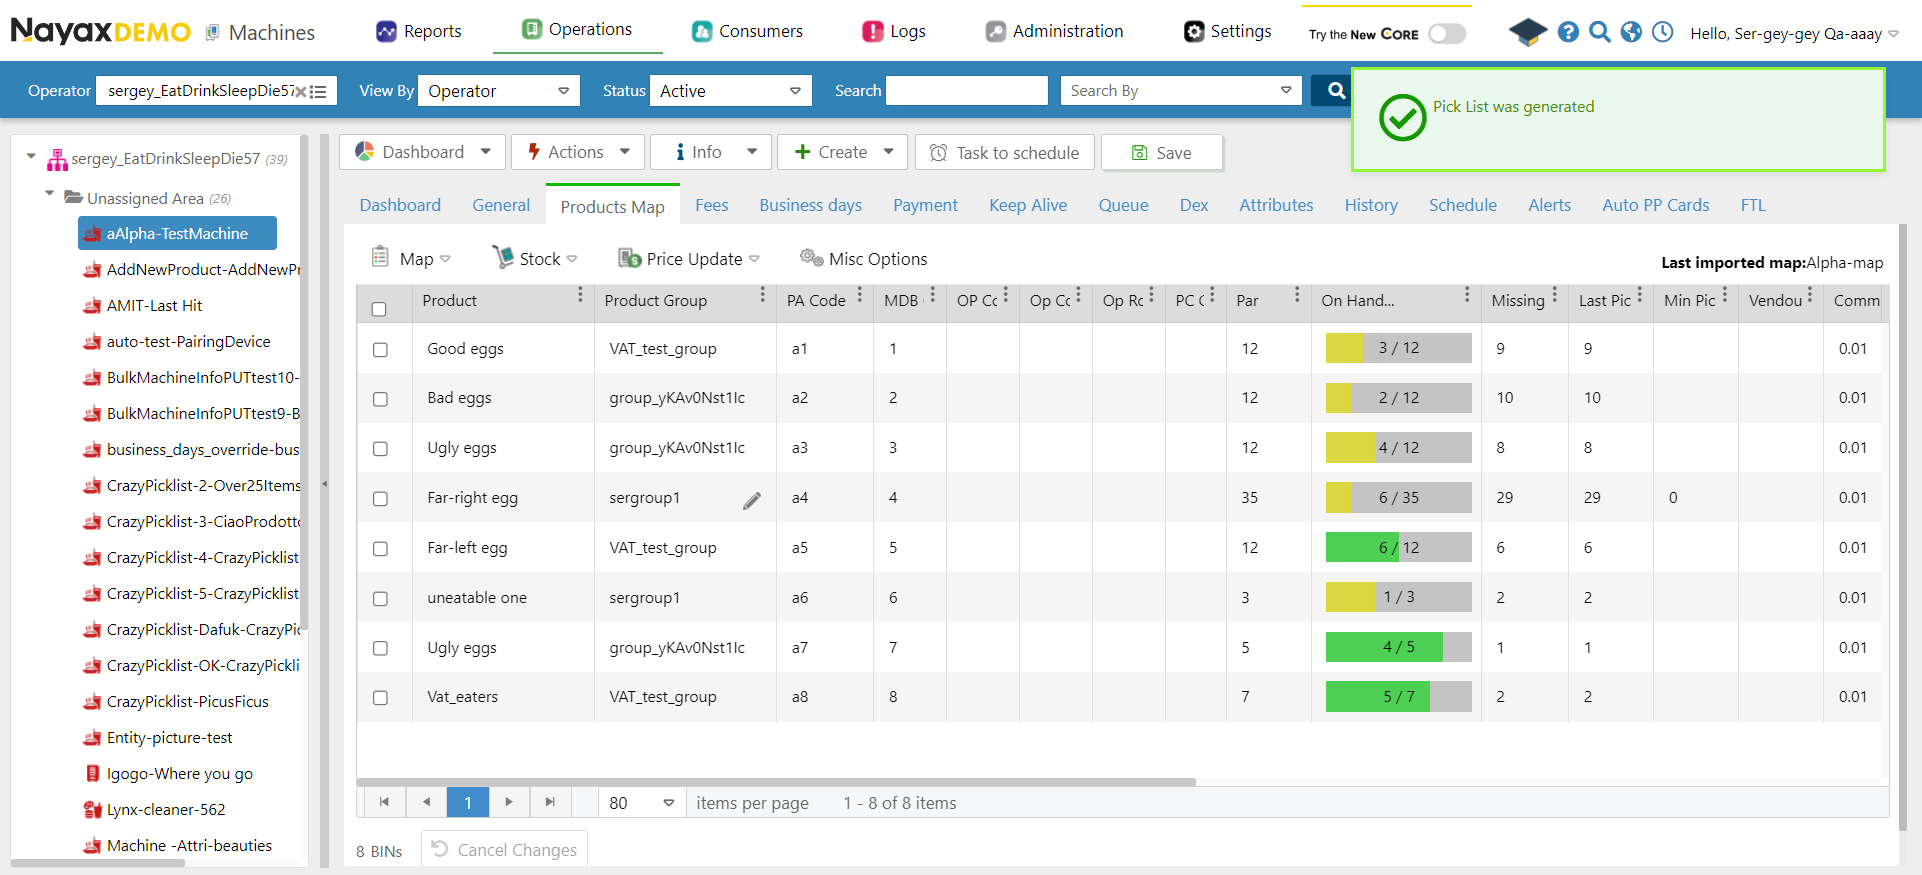 NayaxDEMO Machines Reports Operations Consumers Logs Administration Settings Try the New CORE Hello, Ser-gey-gey Qa-aaay
Operator sergey_EatDrinkSleepDie57 View By Operator Status Active Search Search By
Pick List was generated
sergey_EatDrinkSleepDie57 (39)
Unassigned Area (26)
aAlpha-TestMachine
AddNewProduct-AddNewPr
AMIT-Last Hit
auto-test-PairingDevice
BulkMachineInfoPUTtest10-
BulkMachineInfoPUTtest9-B
business_days_override-bus
CrazyPicklist-2-Over25Items
CrazyPicklist-3-CiaoProdotto
CrazyPicklist-4-CrazyPicklist
CrazyPicklist-5-CrazyPicklist
CrazyPicklist-Dafuk-CrazyPic
CrazyPicklist-OK-CrazyPickli
CrazyPicklist-PicusFicus
Entity-picture-test
Igogo-Where you go
Lynx-cleaner-562
Machine -Attri-beauties
Dashboard Actions Info Create Task to schedule Save
Dashboard General Products Map Fees Business days Payment Keep Alive Queue Dex Attributes History Schedule Alerts Auto PP Cards FTL
Map Stock Price Update Misc Options
Last imported map:Alpha-map
Product Product Group PA Code MDB OP Cc Op Cc Op Rc PC C Par On Hand... Missing Last Pic Min Pic Vendou Comm
Good eggs VAT_test_group a1 1 12 3 / 12 9 9 0.01
Bad eggs group_yKAv0Nst1Ic a2 2 12 2 / 12 10 10 0.01
Ugly eggs group_yKAv0Nst1Ic a3 3 12 4 / 12 8 8 0.01
Far-right egg sergroup1 a4 4 35 6 / 35 29 29 0 0.01
Far-left egg VAT_test_group a5 5 12 6 / 12 6 6 0.01
uneatable one sergroup1 a6 6 3 1 / 3 2 2 0.01
Ugly eggs group_yKAv0Nst1Ic a7 7 5 4 / 5 1 1 0.01
Vat_eaters VAT_test_group a8 8 7 5 / 7 2 2 0.01
1 80 items per page 1 - 8 of 8 items
8 BINs Cancel Changes